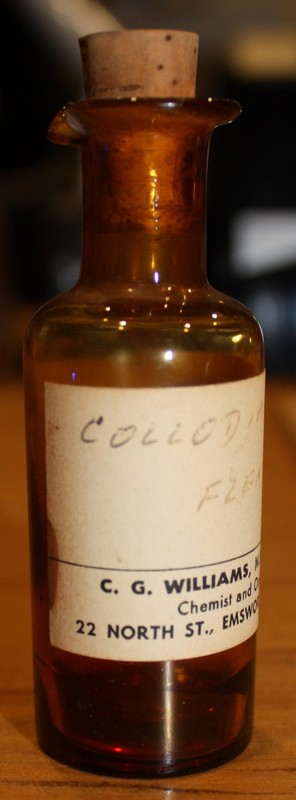 COLLOD
FLE
C. G. WILLIAMS, M
Chemist and O
22 NORTH ST., EMSWO